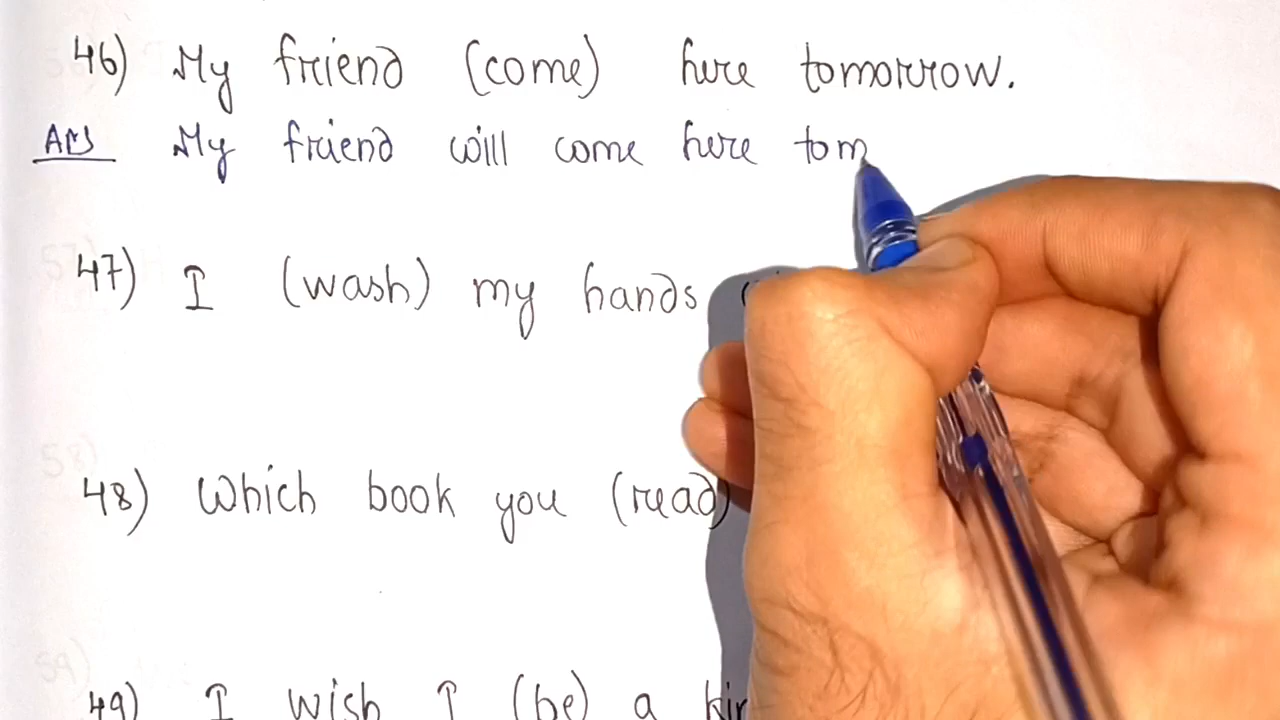 46) My friend (come) here tomorrow.
Ans My friend will come here tom
47) I (wash) my hands (
48) Which book you (read)
49) I wish I (be) a